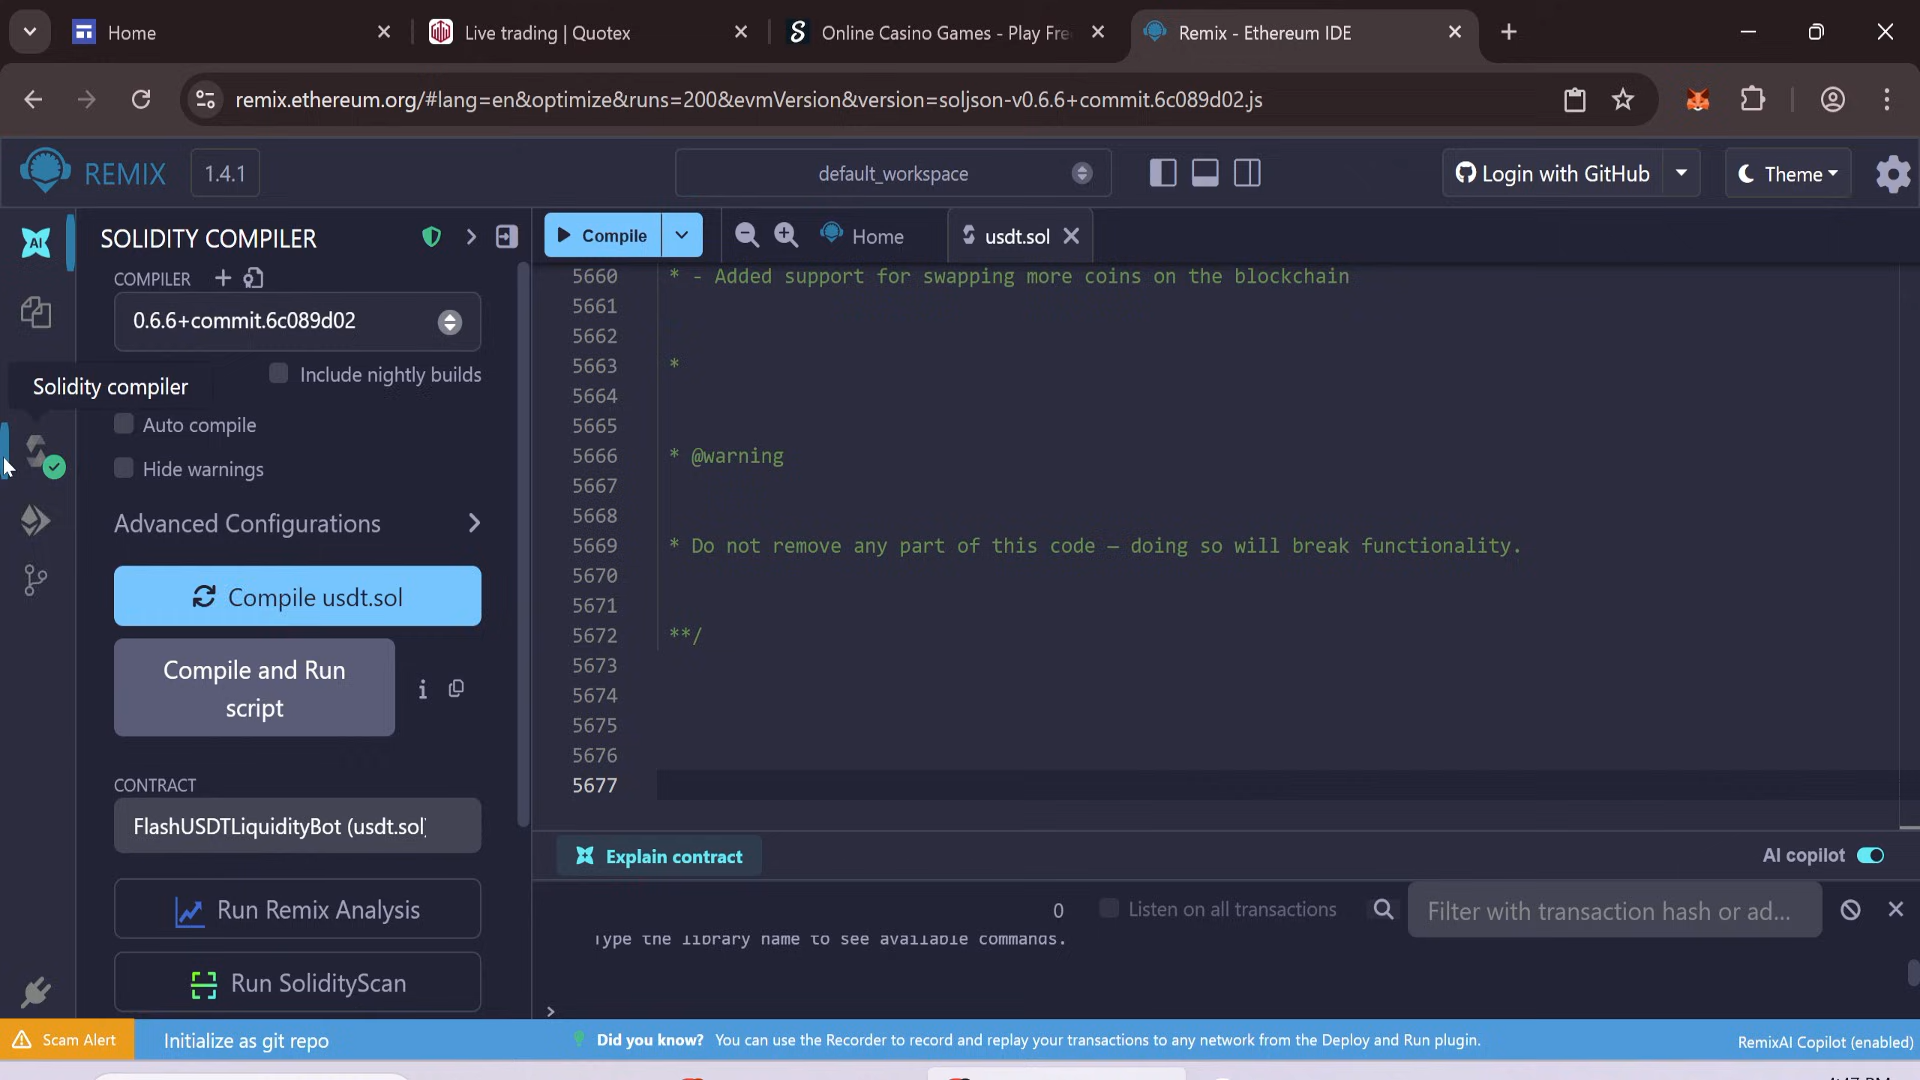 Home
Live trading | Quotex
Online Casino Games - Play Fre
Remix - Ethereum IDE
remix.ethereum.org/#lang=en&optimize&runs=200&evmVersion&version=soljson-v0.6.6+commit.6c089d02.js
REMIX
1.4.1
default_workspace
Login with GitHub
Theme
AI
SOLIDITY COMPILER
Compile
Home
usdt.sol
COMPILER
0.6.6+commit.6c089d02
Include nightly builds
Solidity compiler
Auto compile
Hide warnings
Advanced Configurations
Compile usdt.sol
Compile and Run
script
CONTRACT
FlashUSDTLiquidityBot (usdt.sol)
Run Remix Analysis
Run SolidityScan
5660 * - Added support for swapping more coins on the blockchain
5661
5662
5663 *
5664
5665
5666 * @warning
5667
5668
5669 * Do not remove any part of this code – doing so will break functionality.
5670
5671
5672 **/
5673
5674
5675
5676
5677
Explain contract
AI copilot
0
Listen on all transactions
Filter with transaction hash or ad...
Type the library name to see available commands.
>
Scam Alert
Initialize as git repo
Did you know? You can use the Recorder to record and replay your transactions to any network from the Deploy and Run plugin.
RemixAI Copilot (enabled)